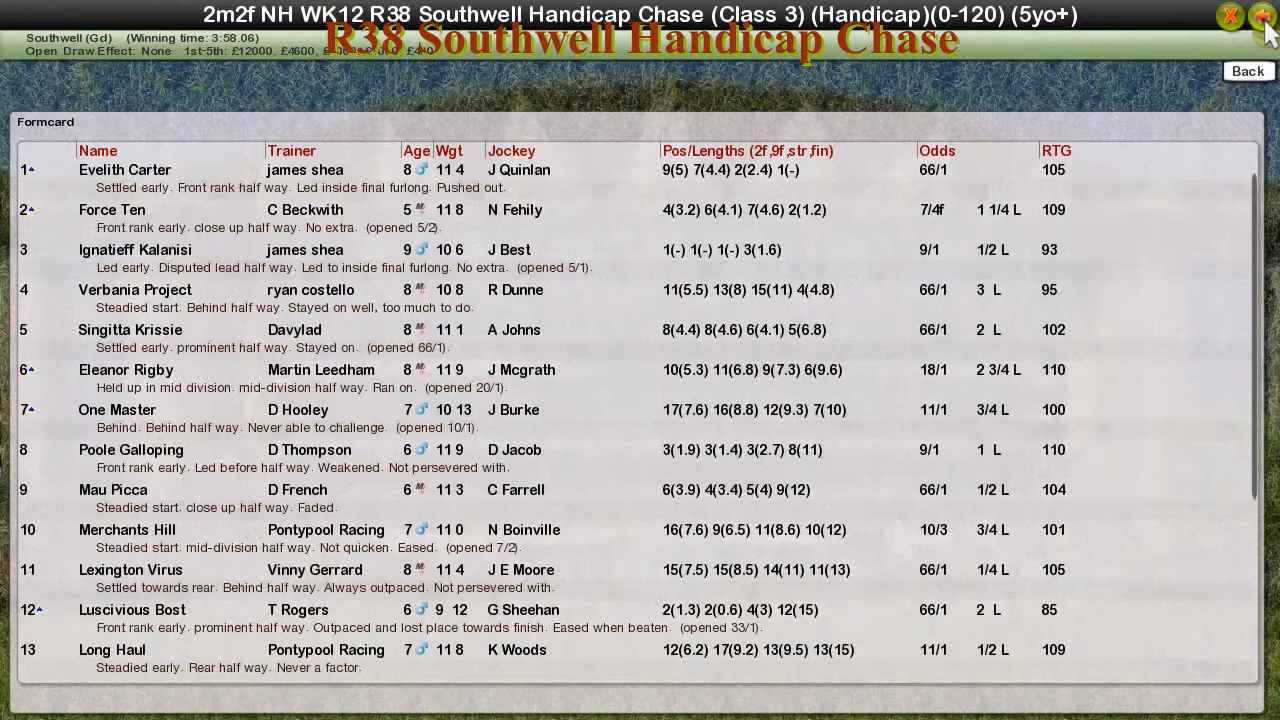 2m2f NH WK12 R38 Southwell Handicap Chase (Class 3) (Handicap)(0-120) (5yo+)
R38 Southwell Handicap Chase
Southwell (Gd) (Winning time: 3:58.06)
Open Draw Effect: None 1st-5th: £12000, £4600,
Back
Formcard
Name Trainer Age Wgt Jockey Pos/Lengths (2f,9f,str,fin) Odds RTG
1 Evelith Carter james shea 8 11 4 J Quinlan 9(5) 7(4.4) 2(2.4) 1(-) 66/1 105
Settled early. Front rank half way. Led inside final furlong. Pushed out.
2 Force Ten C Beckwith 5 11 8 N Fehily 4(3.2) 6(4.1) 7(4.6) 2(1.2) 7/4f 1 1/4 L 109
Front rank early. close up half way. No extra. (opened 5/2).
3 Ignatieff Kalanisi james shea 9 10 6 J Best 1(-) 1(-) 1(-) 3(1.6) 9/1 1/2 L 93
Led early. Disputed lead half way. Led to inside final furlong. No extra. (opened 5/1).
4 Verbania Project ryan costello 8 10 8 R Dunne 11(5.5) 13(8) 15(11) 4(4.8) 66/1 3 L 95
Steadied start. Behind half way. Stayed on well, too much to do.
5 Singitta Krissie Davylad 8 11 1 A Johns 8(4.4) 8(4.6) 6(4.1) 5(6.8) 66/1 2 L 102
Settled early. prominent half way. Stayed on. (opened 66/1).
6 Eleanor Rigby Martin Leedham 8 11 9 J Mcgrath 10(5.3) 11(6.8) 9(7.3) 6(9.6) 18/1 2 3/4 L 110
Held up in mid division. mid-division half way. Ran on. (opened 20/1).
7 One Master D Hooley 7 10 13 J Burke 17(7.6) 16(8.8) 12(9.3) 7(10) 11/1 3/4 L 100
Behind. Behind half way. Never able to challenge. (opened 10/1).
8 Poole Galloping D Thompson 6 11 9 D Jacob 3(1.9) 3(1.4) 3(2.7) 8(11) 9/1 1 L 110
Front rank early. Led before half way. Weakened. Not persevered with.
9 Mau Picca D French 6 11 3 C Farrell 6(3.9) 4(3.4) 5(4) 9(12) 66/1 1/2 L 104
Steadied start. close up half way. Faded.
10 Merchants Hill Pontypool Racing 7 11 0 N Boinville 16(7.6) 9(6.5) 11(8.6) 10(12) 10/3 3/4 L 101
Steadied start. mid-division half way. Not quicken. Eased. (opened 7/2).
11 Lexington Virus Vinny Gerrard 8 11 4 J E Moore 15(7.5) 15(8.5) 14(11) 11(13) 66/1 1/4 L 105
Settled towards rear. Behind half way. Always outpaced. Not persevered with.
12 Luscivious Bost T Rogers 6 9 12 G Sheehan 2(1.3) 2(0.6) 4(3) 12(15) 66/1 2 L 85
Front rank early. prominent half way. Outpaced and lost place towards finish. Eased when beaten. (opened 33/1).
13 Long Haul Pontypool Racing 7 11 8 K Woods 12(6.2) 17(9.2) 13(9.5) 13(15) 11/1 1/2 L 109
Steadied early. Rear half way. Never a factor.